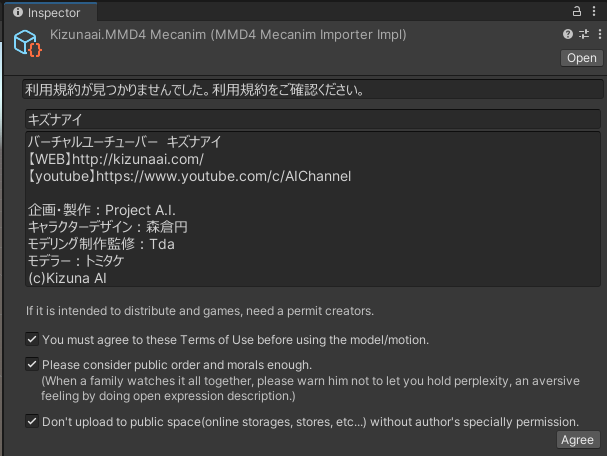 Inspector
Kizunaai.MMD4 Mecanim (MMD4 Mecanim Importer Impl)
Open
利用規約が見つかりませんでした。利用規約をご確認ください。
キズナアイ
バーチャルユーチューバー キズナアイ
【WEB】http://kizunaai.com/
【youtube】https://www.youtube.com/c/AIChannel
企画・製作：Project A.I.
キャラクターデザイン：森倉円
モデリング制作監修：Tda
モデラー：トミタケ
(c)Kizuna AI
If it is intended to distribute and games, need a permit creators.
You must agree to these Terms of Use before using the model/motion.
Please consider public order and morals enough.
(When a family watches it all together, please warn him not to let you hold perplexity, an aversive
feeling by doing open expression description.)
Don't upload to public space(online storages, stores, etc...) without author's specially permission.
Agree